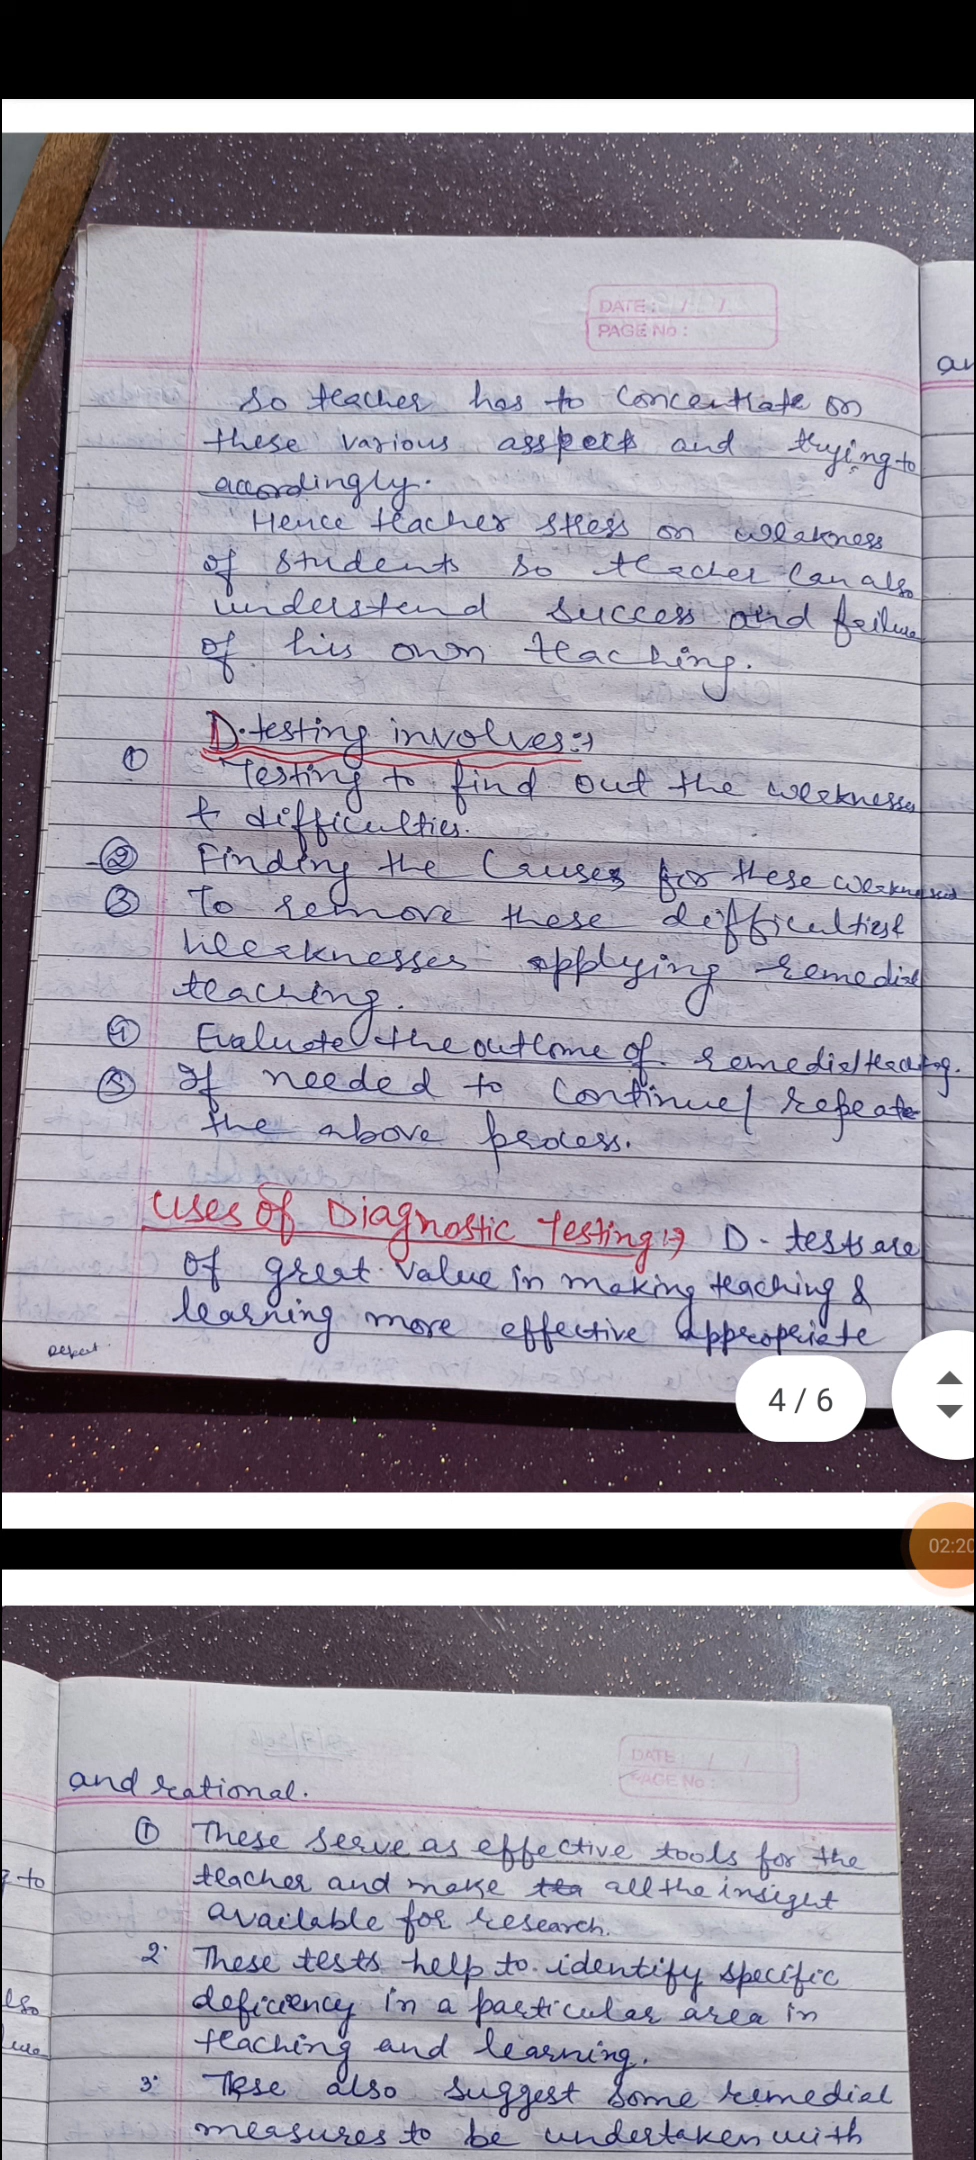 DATE: / /
PAGE No:
an
so teacher has to concentrate on
these various asspects and trying to
accordingly.
Hence teacher stress on weakness
of students so teacher can also
understand success and failure
of his own teaching.
D.testing involves:→
① Testing to find out the weaknesses
& difficulties.
② Finding the causes for these weaknesses
③ To remove these difficulties &
weaknesses applying remedial
teaching.
④ Evaluate the outcome of remedial teaching.
⑤ If needed to continue/ repeate
the above process.
Uses of Diagnostic Testing:→ D. tests are
of great value in making teaching &
learning more effective appropriate
4 / 6
02:20
DATE: / /
PAGE No:
and rational.
① These serve as effective tools for the
teacher and make all the insight
available for research.
2. These tests help to identify specific
deficiency in a particular area in
teaching and learning.
3. These also suggest some remedial
measures to be undertaken with